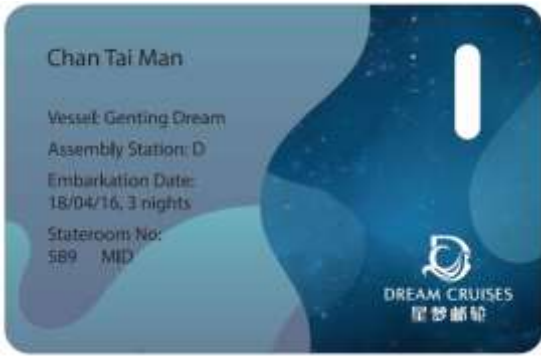 Chan Tai Man
Vessel: Genting Dream
Assembly Station: D
Embarkation Date:
18/04/16, 3 nights
Stateroom No:
589 MID
DREAM CRUISES
星梦邮轮